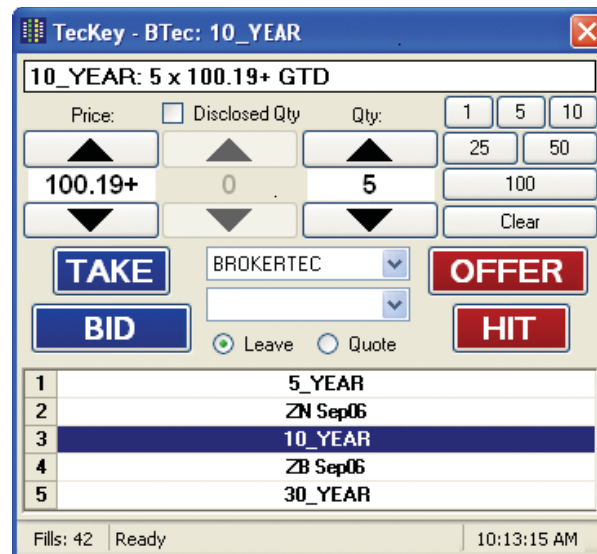 TecKey - BTec: 10_YEAR
10_YEAR: 5 x 100.19+ GTD
Price: Disclosed Qty Qty: 1 5 10
25 50
100.19+ 0 5 100
Clear
TAKE BROKERTEC OFFER
BID HIT
Leave Quote
1 5_YEAR
2 ZN Sep06
3 10_YEAR
4 ZB Sep06
5 30_YEAR
Fills: 42 Ready 10:13:15 AM